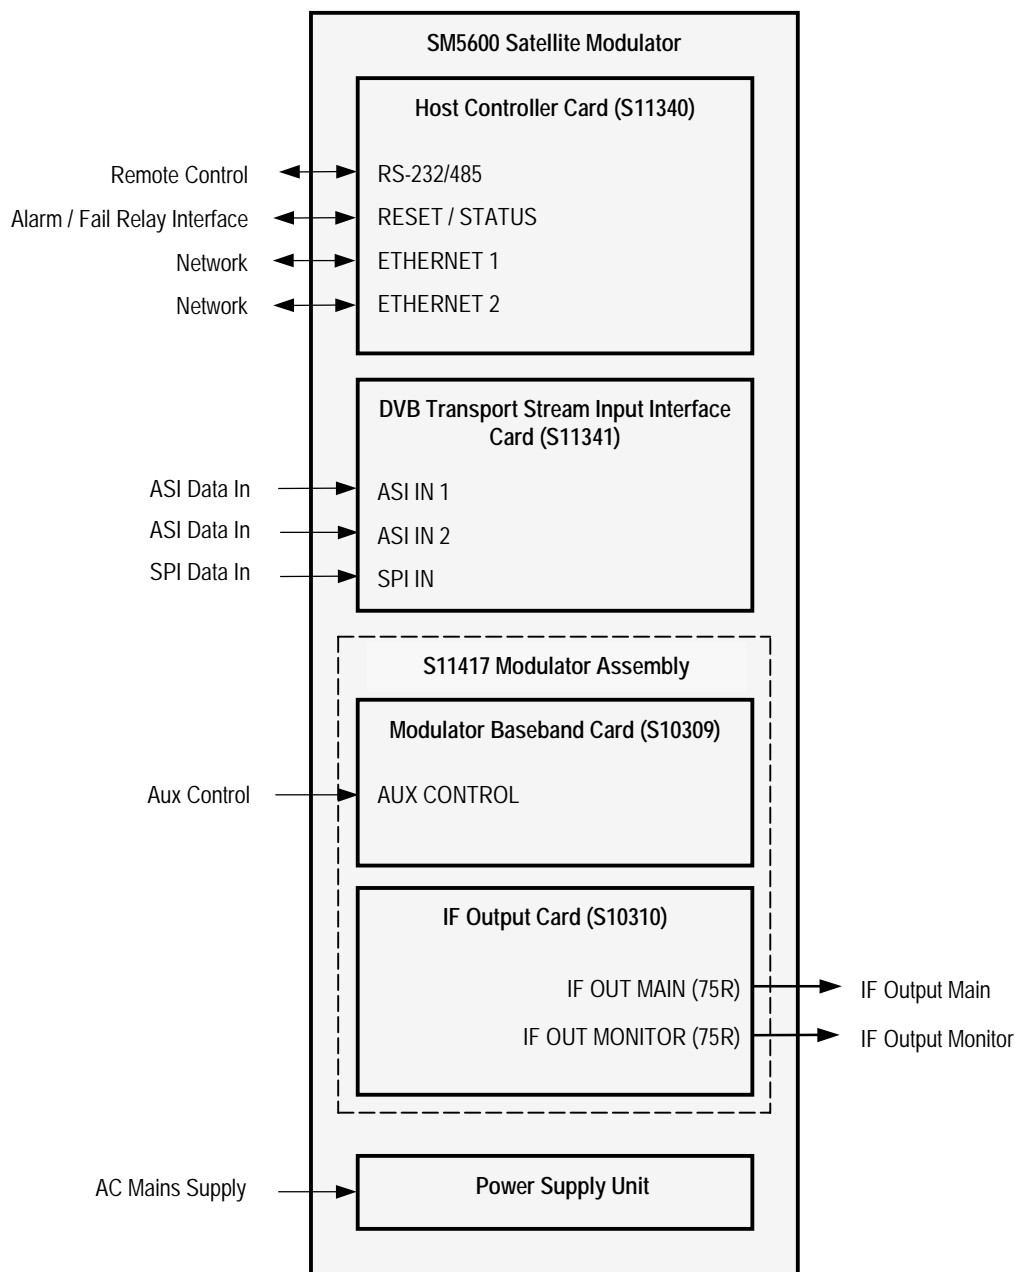 SM5600 Satellite Modulator
Host Controller Card (S11340)
Remote Control
RS-232/485
Alarm / Fail Relay Interface
RESET / STATUS
Network
ETHERNET 1
Network
ETHERNET 2
DVB Transport Stream Input Interface
Card (S11341)
ASI Data In
ASI IN 1
ASI Data In
ASI IN 2
SPI Data In
SPI IN
S11417 Modulator Assembly
Modulator Baseband Card (S10309)
Aux Control
AUX CONTROL
IF Output Card (S10310)
IF OUT MAIN (75R)
IF Output Main
IF OUT MONITOR (75R)
IF Output Monitor
AC Mains Supply
Power Supply Unit